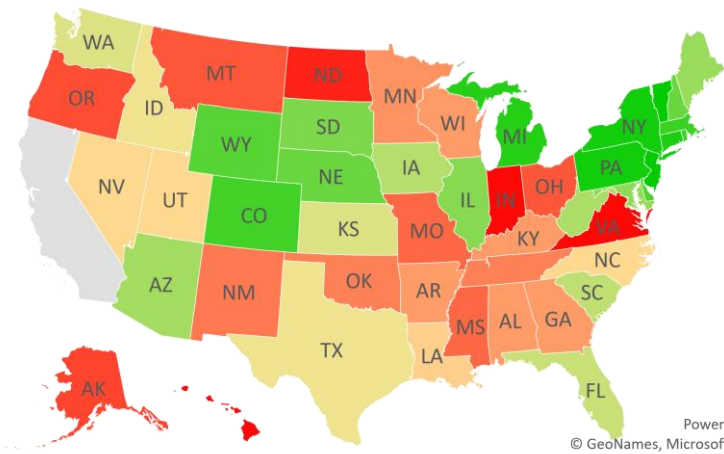 WA
MT
ND
MN
OR
ID
WI
NY
SD
MI
WY
IA
PA
NE
NV
IL
IN
OH
UT
CO
KS
MO
VA
KY
NC
AZ
OK
NM
AR
SC
MS
AL
GA
TX
LA
AK
FL
Power
© GeoNames, Microsof